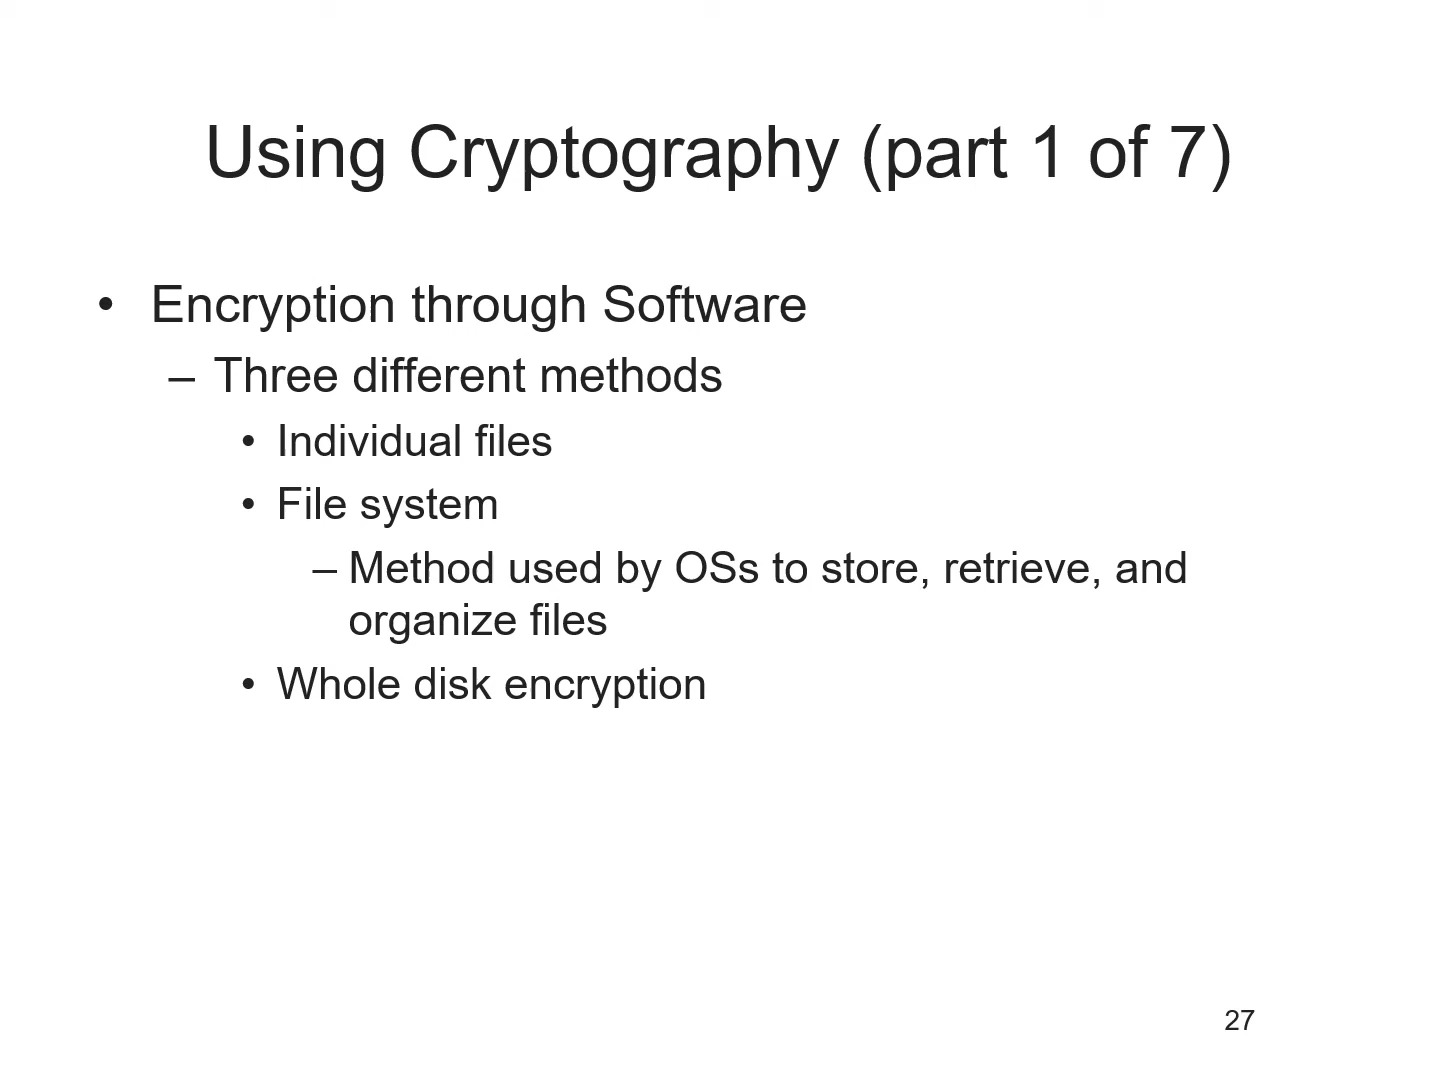 Using Cryptography (part 1 of 7)
• Encryption through Software
– Three different methods
• Individual files
• File system
– Method used by OSs to store, retrieve, and
organize files
• Whole disk encryption
27